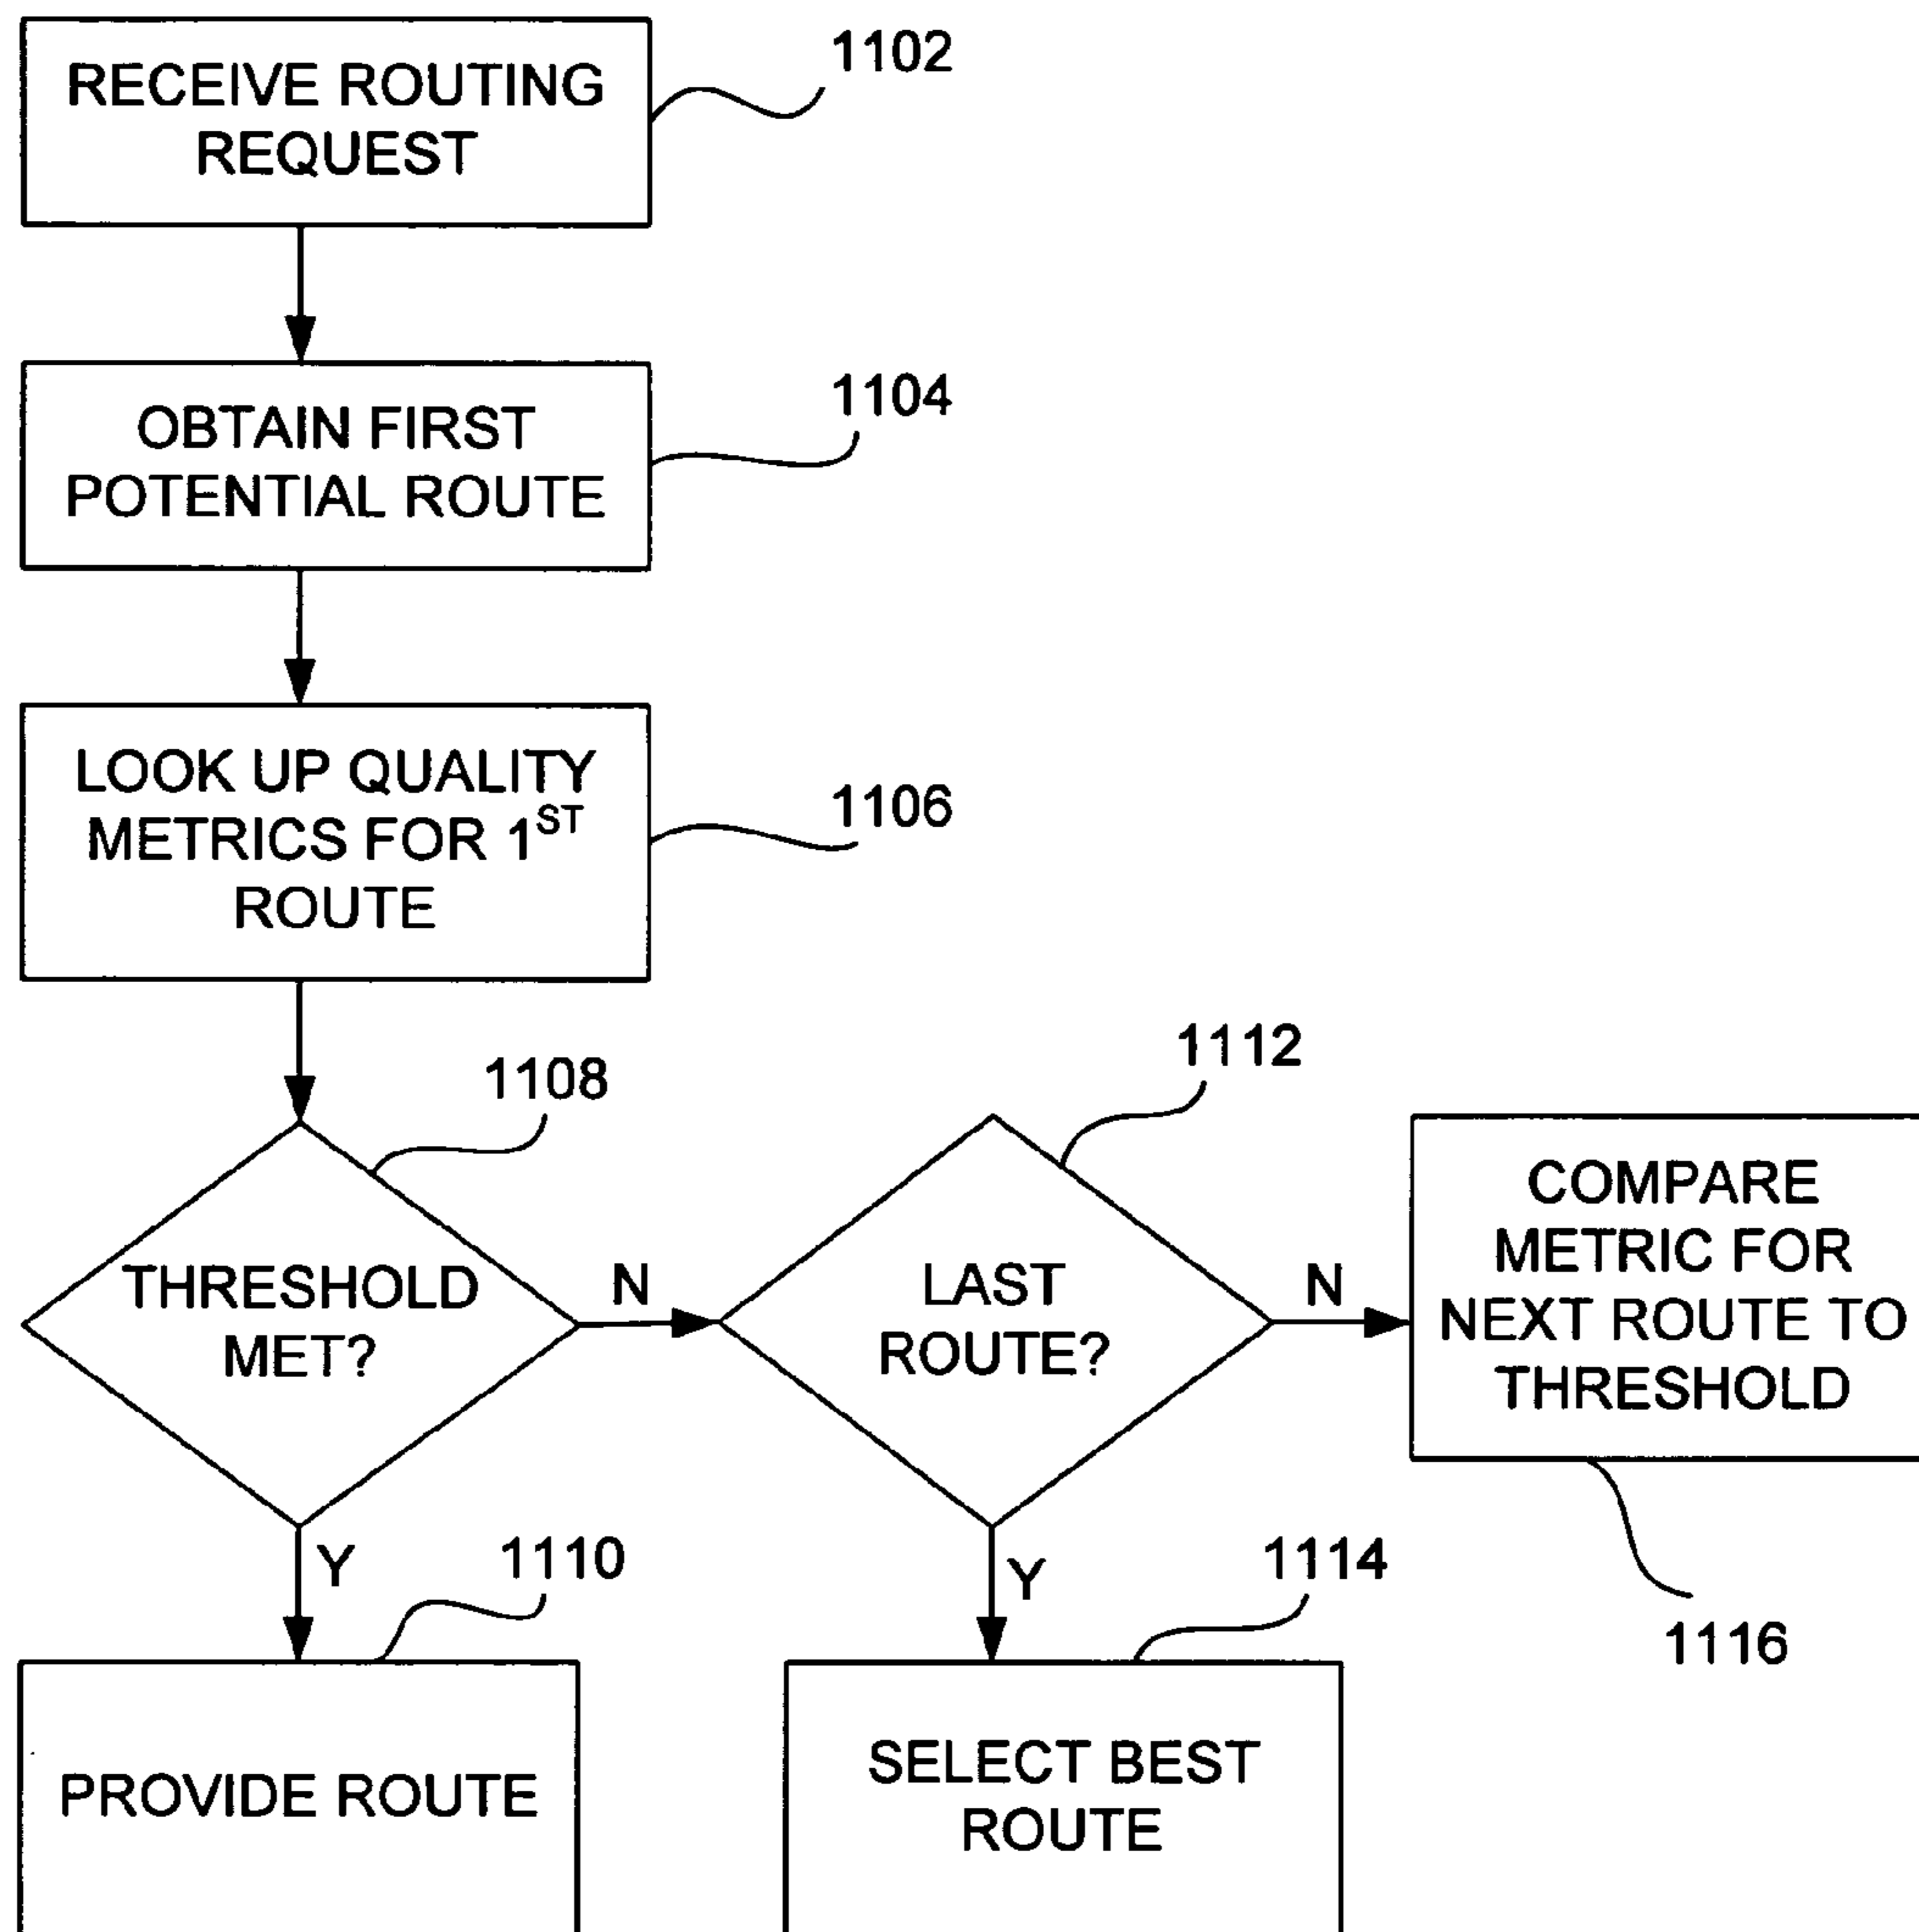 RECEIVE ROUTING
REQUEST
1102
OBTAIN FIRST
POTENTIAL ROUTE
1104
LOOK UP QUALITY
METRICS FOR 1ST
ROUTE
1106
1108
THRESHOLD
MET?
N
Y
1112
LAST
ROUTE?
N
Y
COMPARE
METRIC FOR
NEXT ROUTE TO
THRESHOLD
1116
1110
PROVIDE ROUTE
1114
SELECT BEST
ROUTE